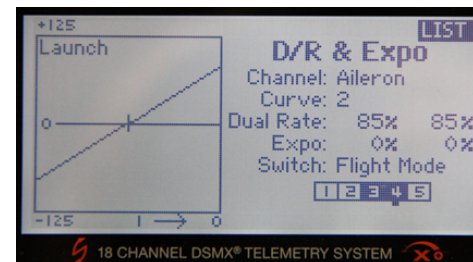 +125
LIST
Launch
D/R & Expo
Channel: Aileron
Curve: 2
0
Dual Rate: 85% 85%
Expo: 0% 0%
Switch: Flight Mode
1 2 3 4 5
-125 1 → 0
18 CHANNEL DSMX® TELEMETRY SYSTEM